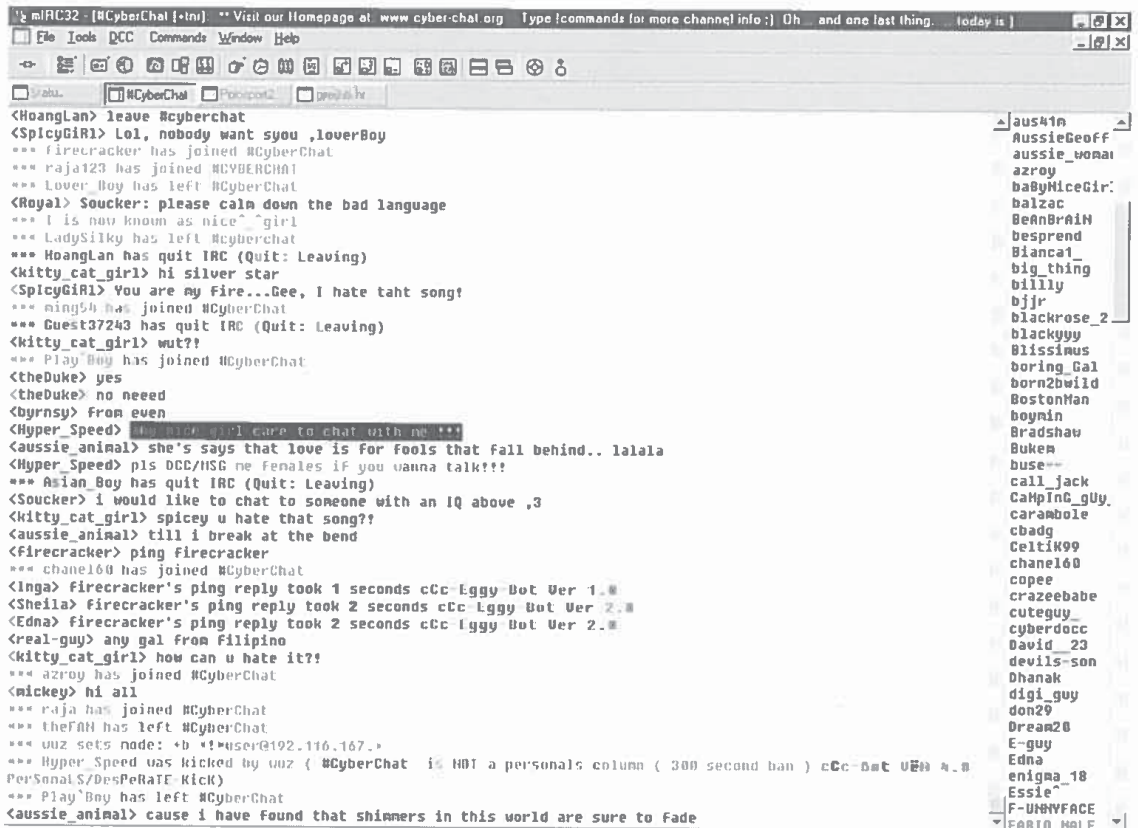 mIRC32 - [#CyberChat [+tnr]: ** Visit our Homepage at: www cyber-chat.org Type !commands for more channel info ;) Oh and one last thing. today is ]
File Tools DCC Commands Window Help
#CyberChat
<HoangLan> leave #cyberchat
<SpIcyGiRl> Lol, nobody want syou ,loverBoy
*** firecracker has joined #CyberChat
*** raja123 has joined #CYBERCHAT
*** Lover_Boy has left #CyberChat
<Royal> Soucker: please calm down the bad language
*** I is now known as nice^_^girl
*** LadySilky has left #cyberchat
*** HoangLan has quit IRC (Quit: Leaving)
<kitty_cat_girl> hi silver star
<SpIcyGiRl> You are my fire...Gee, I hate taht song!
*** ming54 has joined #CyberChat
*** Guest37243 has quit IRC (Quit: Leaving)
<kitty_cat_girl> wut?!
*** Play`Boy has joined #CyberChat
<theDuke> yes
<theDuke> no neeed
<byrnsy> from even
<Hyper_Speed> nice girl care to chat with me !!!
<aussie_animal> she's says that love is for fools that fall behind.. lalala
<Hyper_Speed> pls DCC/MSG me females if you wanna talk!!!
*** Asian_Boy has quit IRC (Quit: Leaving)
<Soucker> i would like to chat to someone with an IQ above ,3
<kitty_cat_girl> spicey u hate that song?!
<aussie_animal> till i break at the bend
<firecracker> ping firecracker
*** chanel60 has joined #CyberChat
<Inga> firecracker's ping reply took 1 seconds cCc-Eggy Bot Ver 1.0
<Sheila> firecracker's ping reply took 2 seconds cCc-Eggy Bot Ver 2.0
<Edna> firecracker's ping reply took 2 seconds cCc-Eggy Bot Ver 2.0
<real-guy> any gal from Filipino
<kitty_cat_girl> how can u hate it?!
*** azroy has joined #CyberChat
<mickey> hi all
*** raja has joined #CyberChat
*** theFAN has left #CyberChat
*** sets mode: +b *!*user@192.116.167.*
*** Hyper_Speed was kicked by ( #CyberChat is NOT a personals column ( 300 second ban ) cCc-Bot VER 4.0
PerSonalS/DesPeRaTE-KicK)
*** Play`Boy has left #CyberChat
<aussie_animal> cause i have found that shimmers in this world are sure to fade
aus41m
AussieGeoff
aussie_woman
azroy
baByNiceGir
balzac
BeAnBrAiN
besprend
Bianca1_
big_thing
billly
bjjr
blackrose_2
blackyyy
Blissimus
boring_Gal
born2bwild
BostonMan
boymin
Bradshaw
Bukem
buse--
call_jack
CaMpInG_gUy_
carambole
cbadg
CeltiK99
chanel60
copee
crazeebabe
cuteguy_
cyberdocc
David__23
devils-son
Dhanak
digi_guy
don29
Dream20
E-guy
Edna
enigma_18
Essie^
F-UNNYFACE